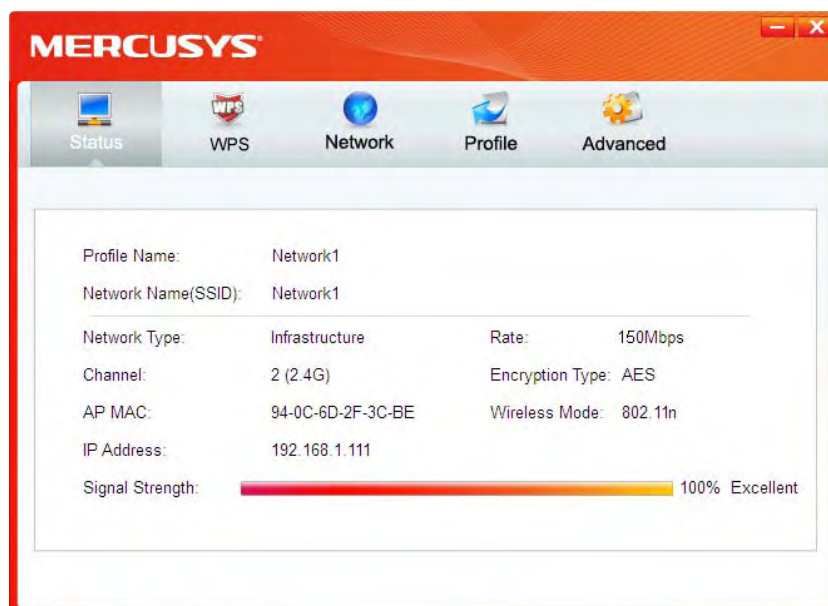 MERCUSYS®
WPS
Status WPS Network Profile Advanced
Profile Name: Network1
Network Name(SSID): Network1
Network Type: Infrastructure Rate: 150Mbps
Channel: 2 (2.4G) Encryption Type: AES
AP MAC: 94-0C-6D-2F-3C-BE Wireless Mode: 802.11n
IP Address: 192.168.1.111
Signal Strength: 100% Excellent